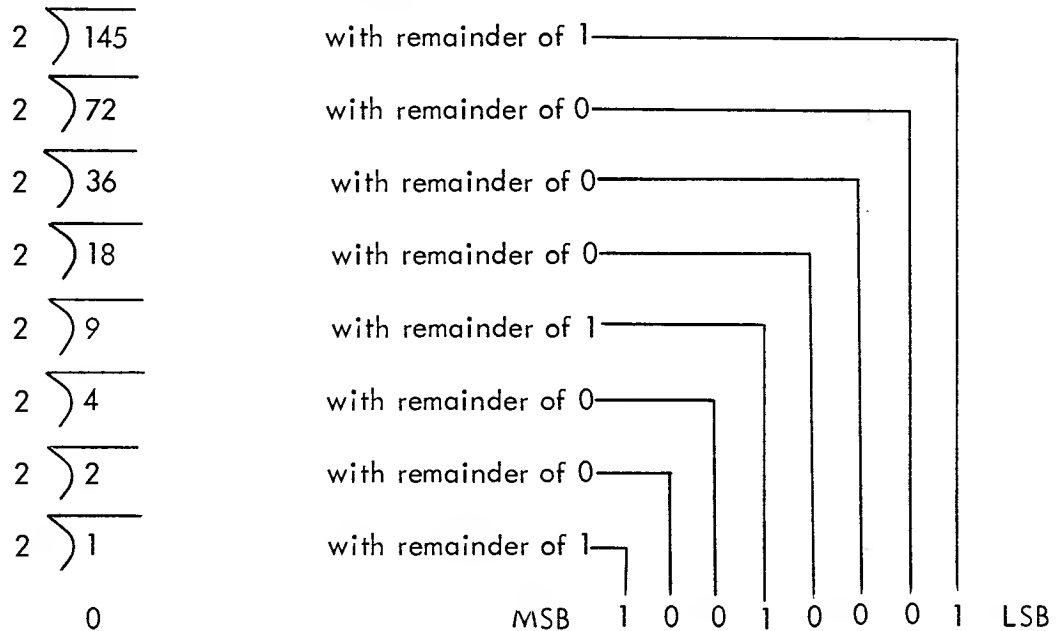 2 145 with remainder of 1
2 72 with remainder of 0
2 36 with remainder of 0
2 18 with remainder of 0
2 9 with remainder of 1
2 4 with remainder of 0
2 2 with remainder of 0
2 1 with remainder of 1
0 MSB 1 0 0 1 0 0 0 1 LSB